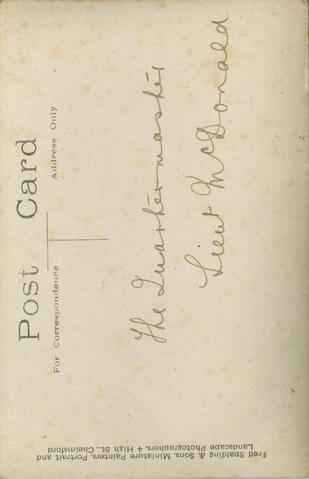 Post Card
For Correspondence
Address Only
The Quartermaster
Lieut McDonald
Fred Spalding & Sons, Miniature Painters, Portrait and
Landscape Photographers, 4 High St., Chelmsford